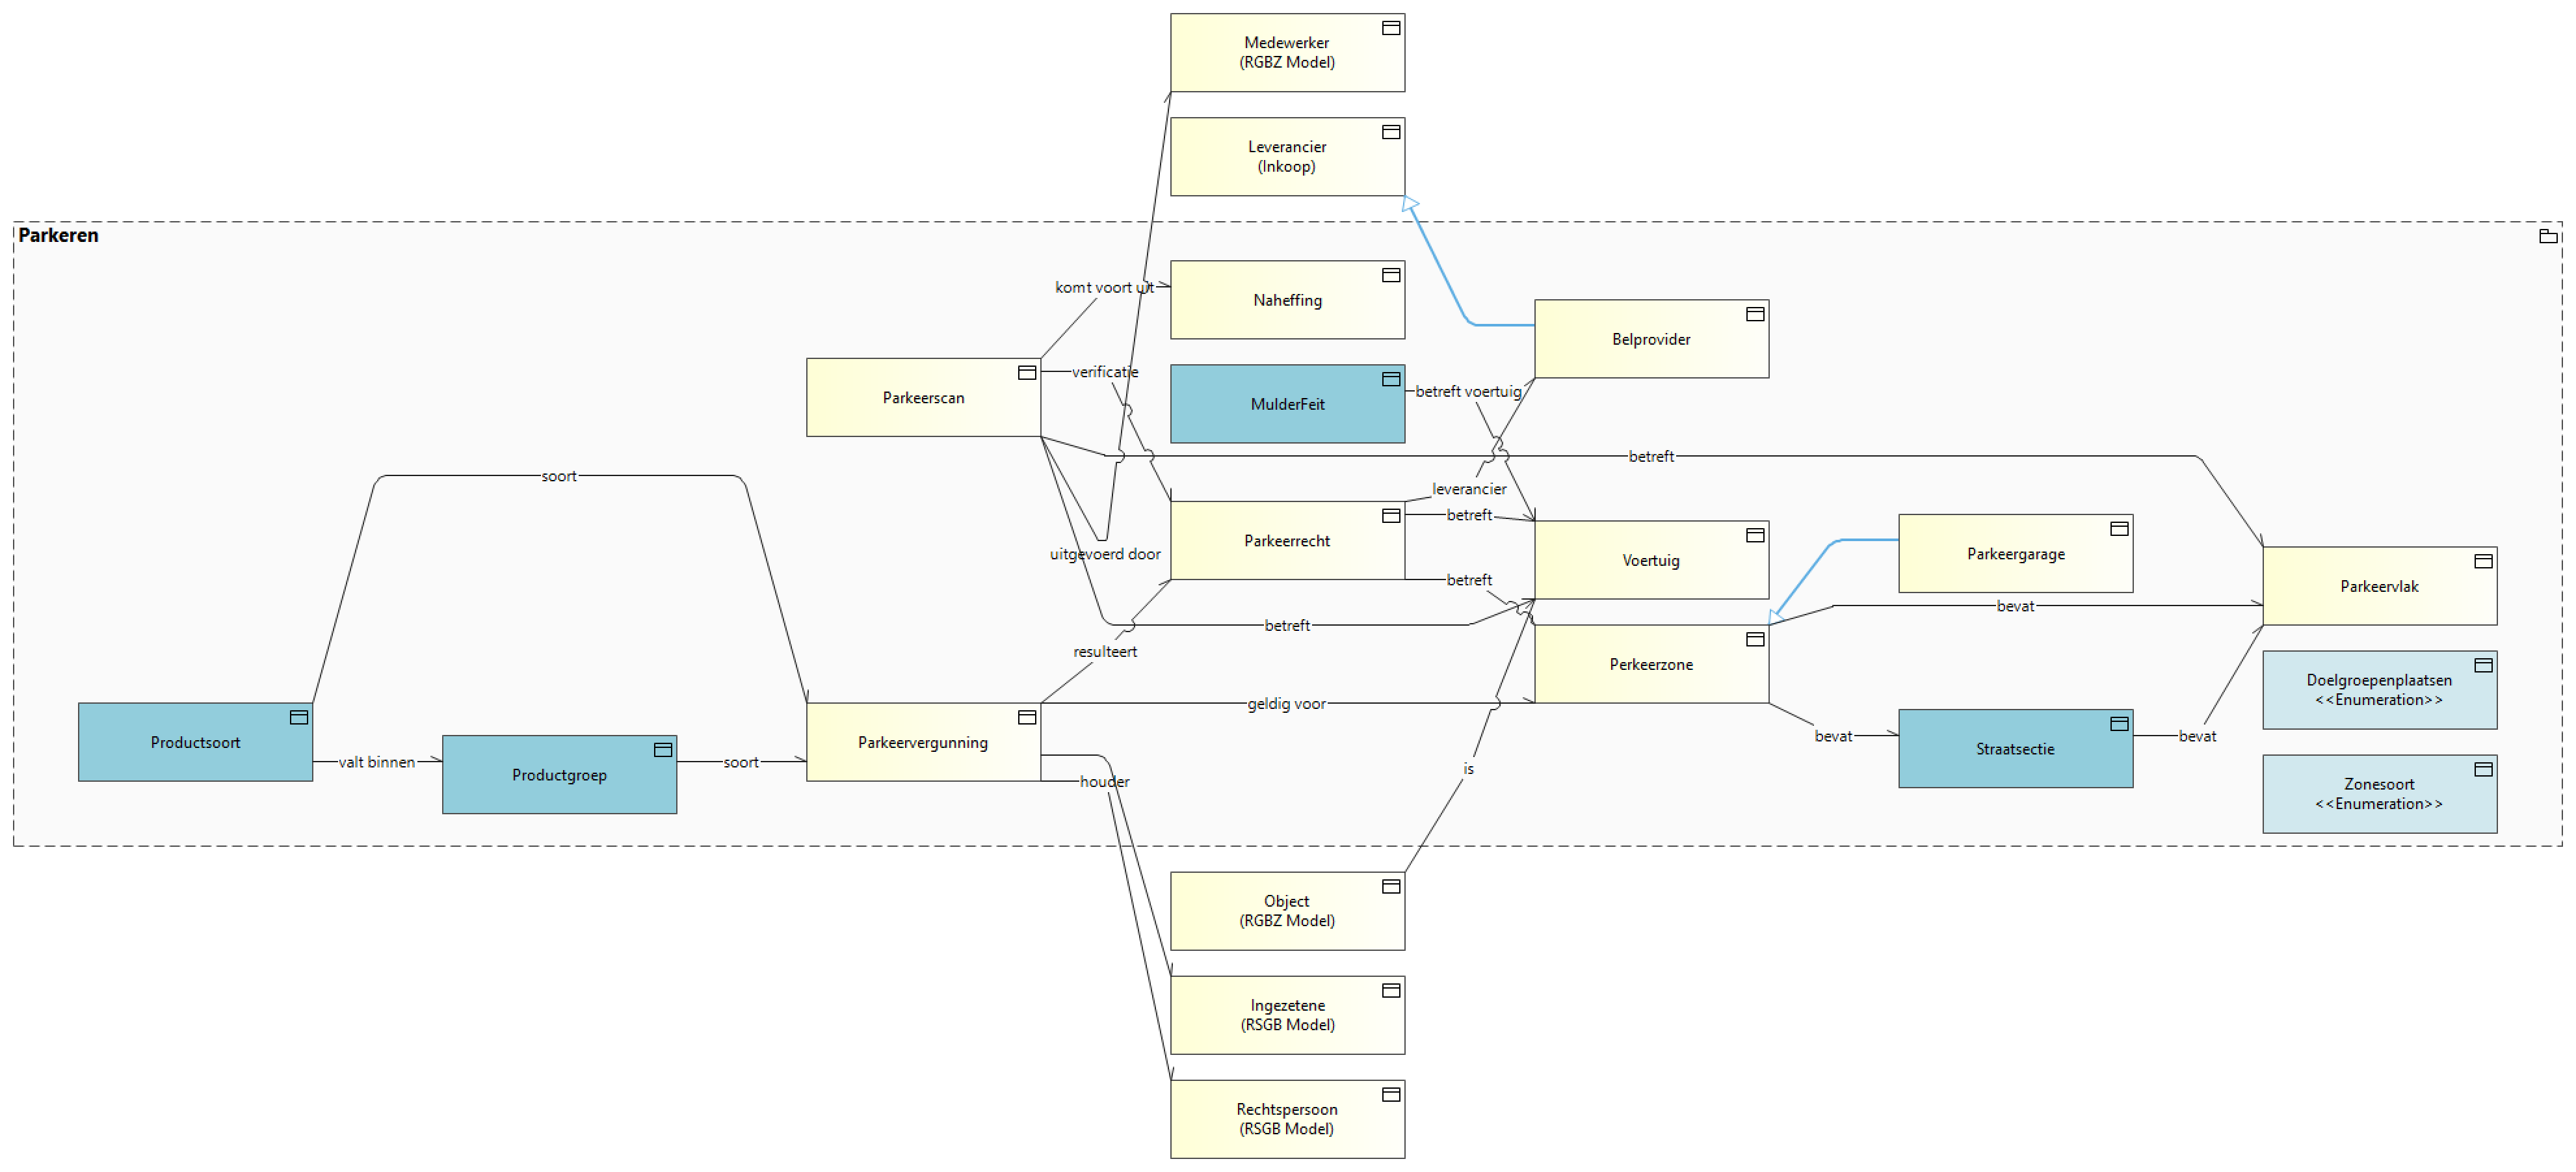 Medewerker
(RGBZ Model)
Leverancier
(Inkoop)
Parkeren
komt voort uit
Naheffing
Belprovider
verificatie
Parkeerscan
MulderFeit
betreft voertuig
betreft
soort
leverancier
betreft
Parkeerrecht
uitgevoerd door
Voertuig
Parkeergarage
betreft
Parkeervlak
bevat
betreft
resulteert
Perkeerzone
Doelgroepenplaatsen
<<Enumeration>>
geldig voor
Productsoort
Parkeervergunning
bevat
bevat
Straatsectie
valt binnen
soort
Productgroep
is
houder
Zonesoort
<<Enumeration>>
Object
(RGBZ Model)
Ingezetene
(RSGB Model)
Rechtspersoon
(RSGB Model)